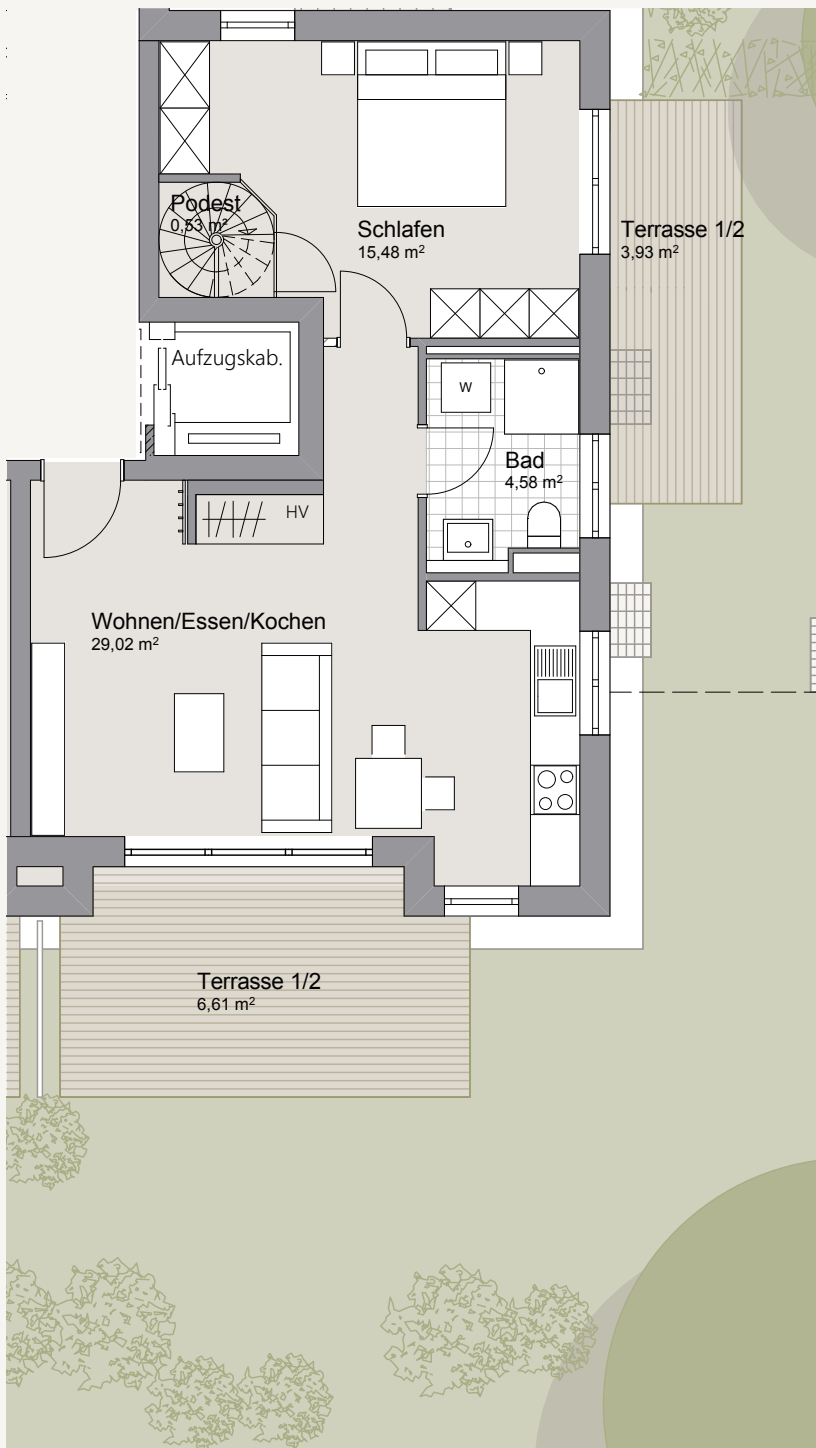 Podest
0,53 m²
Schlafen
15,48 m²
Terrasse 1/2
3,93 m²
Aufzugskab.
W
Bad
4,58 m²
HV
Wohnen/Essen/Kochen
29,02 m²
Terrasse 1/2
6,61 m²